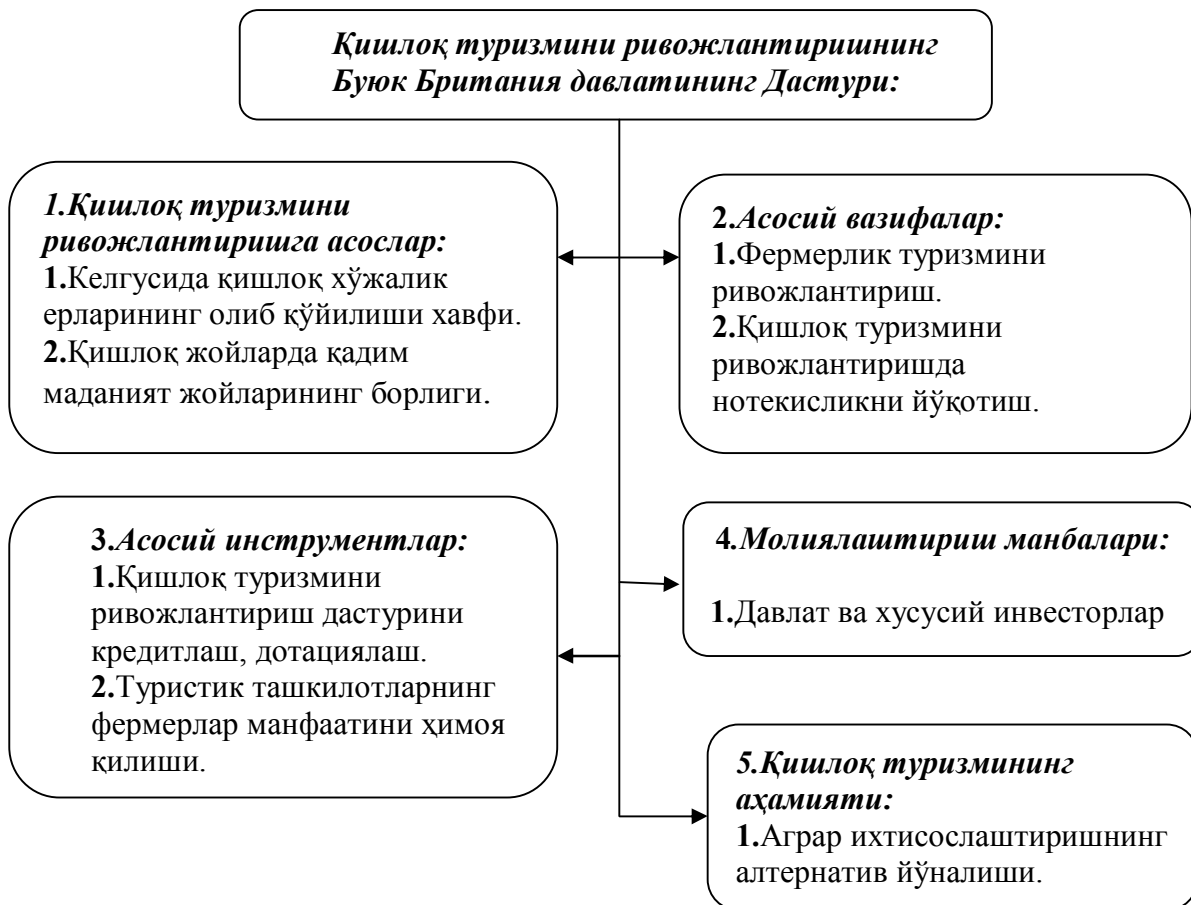 Қишлоқ туризмини ривожлантиришнинг
Буюк Британия давлатининг Дастури:
1.Қишлоқ туризмини
ривожлантиришга асослар:
1.Келгусида қишлоқ хўжалик
ерларининг олиб қўйилиши хавфи.
2.Қишлоқ жойларда қадим
маданият жойларининг борлиги.
2.Асосий вазифалар:
1.Фермерлик туризмини
ривожлантириш.
2.Қишлоқ туризмини
ривожлантиришда
нотекисликни йўқотиш.
3.Асосий инструментлар:
1.Қишлоқ туризмини
ривожлантириш дастурини
кредитлаш, дотациялаш.
2.Туристик ташкилотларнинг
фермерлар манфаатини ҳимоя
қилиши.
4.Молиялаштириш манбалари:
1.Давлат ва хусусий инвесторлар
5.Қишлоқ туризмининг
аҳамияти:
1.Аграр ихтисослаштиришнинг
алтернатив йўналиши.